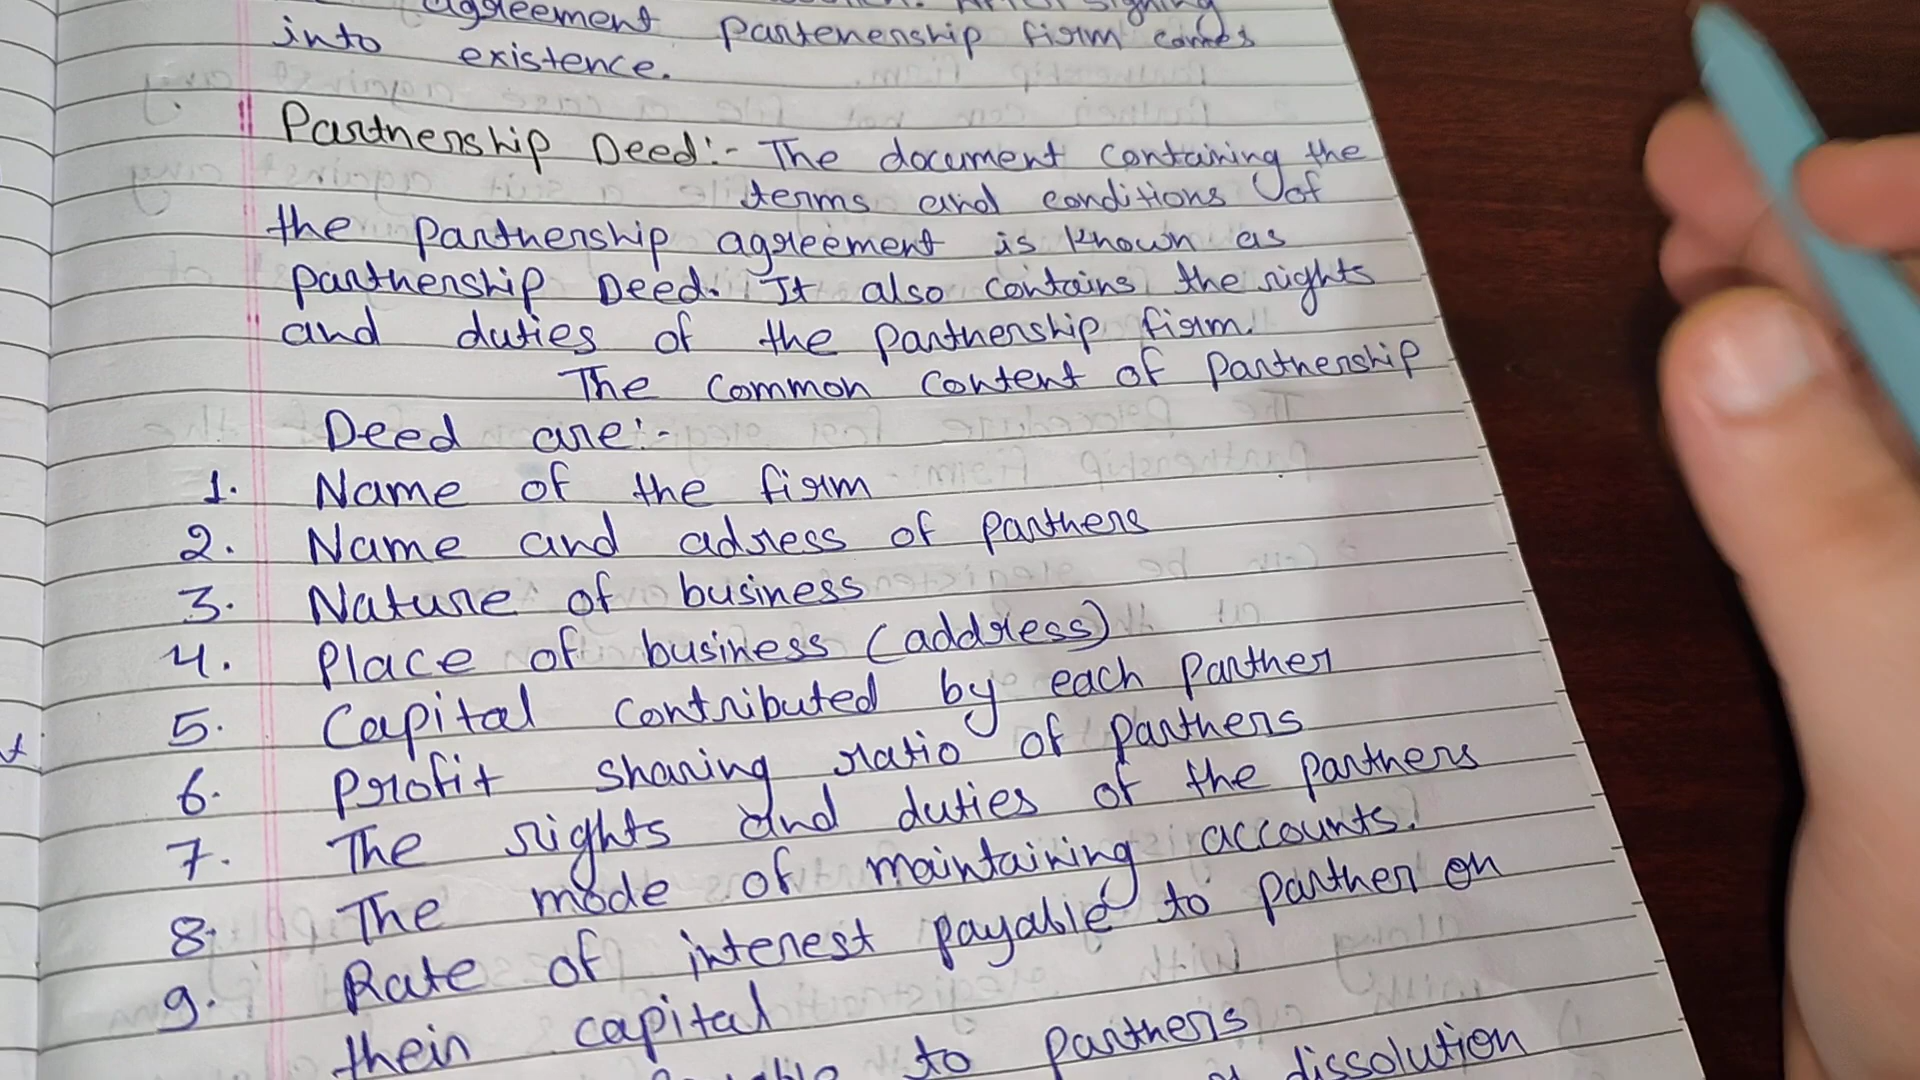 agreement partenership firm comes
into existence.
Partnership Deed:- The document containing the
terms and conditions of
the partnership agreement is known as
partnership Deed. It also contains the rights
and duties of the partnership firm.
The common content of partnership
Deed are:-
1. Name of the firm
2. Name and adress of partners
3. Nature of business
4. Place of business (address)
5. Capital contributed by each partner
6. Profit sharing ratio of partners
7. The rights and duties of the partners
8. The mode of maintaining accounts.
9. Rate of interest payable to partner on
their capital
to partners
dissolution